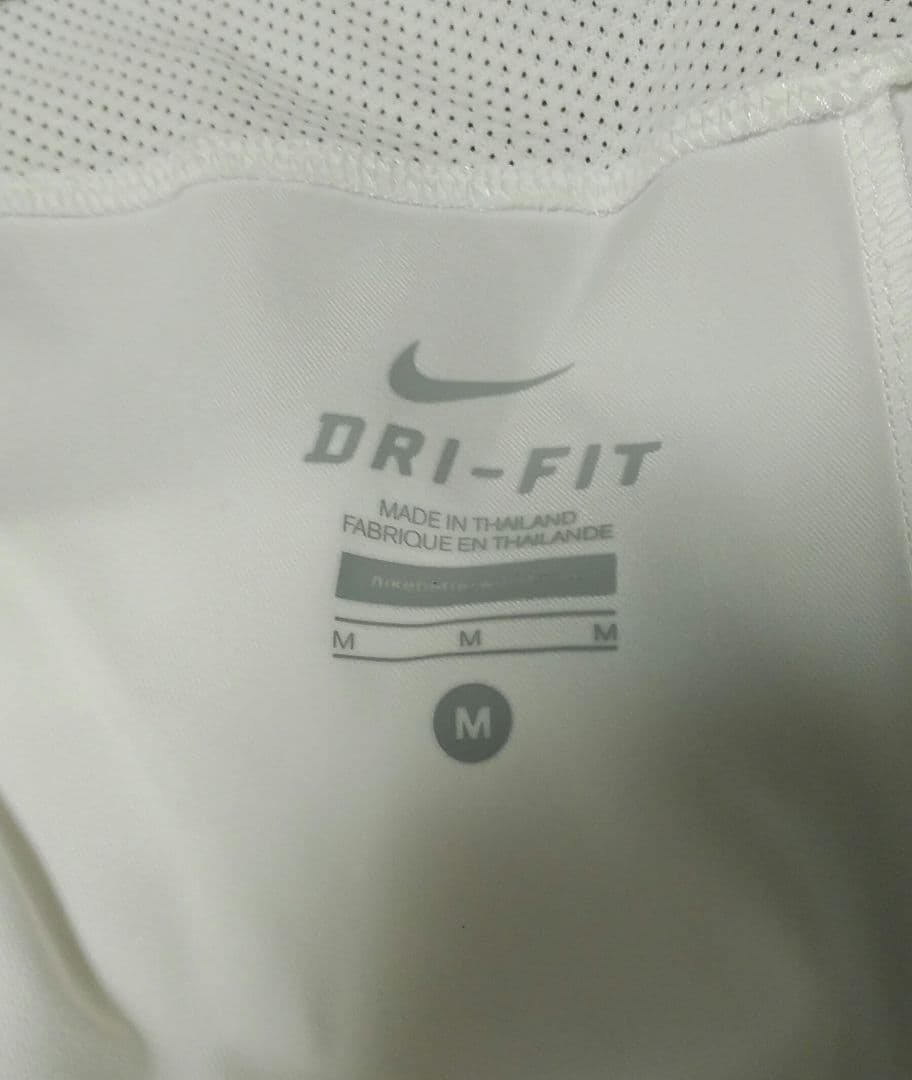 DRI-FIT
MADE IN THAILAND
FABRIQUE EN THAILANDE
M M M
M